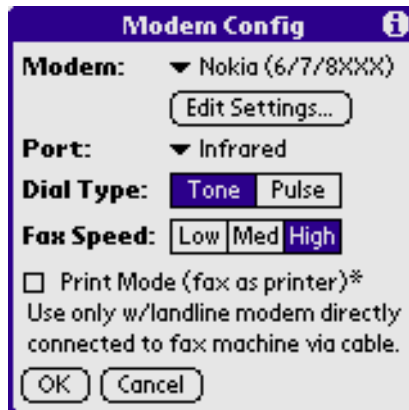 Modem Config
Modem: Nokia (6/7/8XXX)
Edit Settings...
Port: Infrared
Dial Type: Tone Pulse
Fax Speed: Low Med High
Print Mode (fax as printer)*
Use only w/landline modem directly
connected to fax machine via cable.
OK Cancel